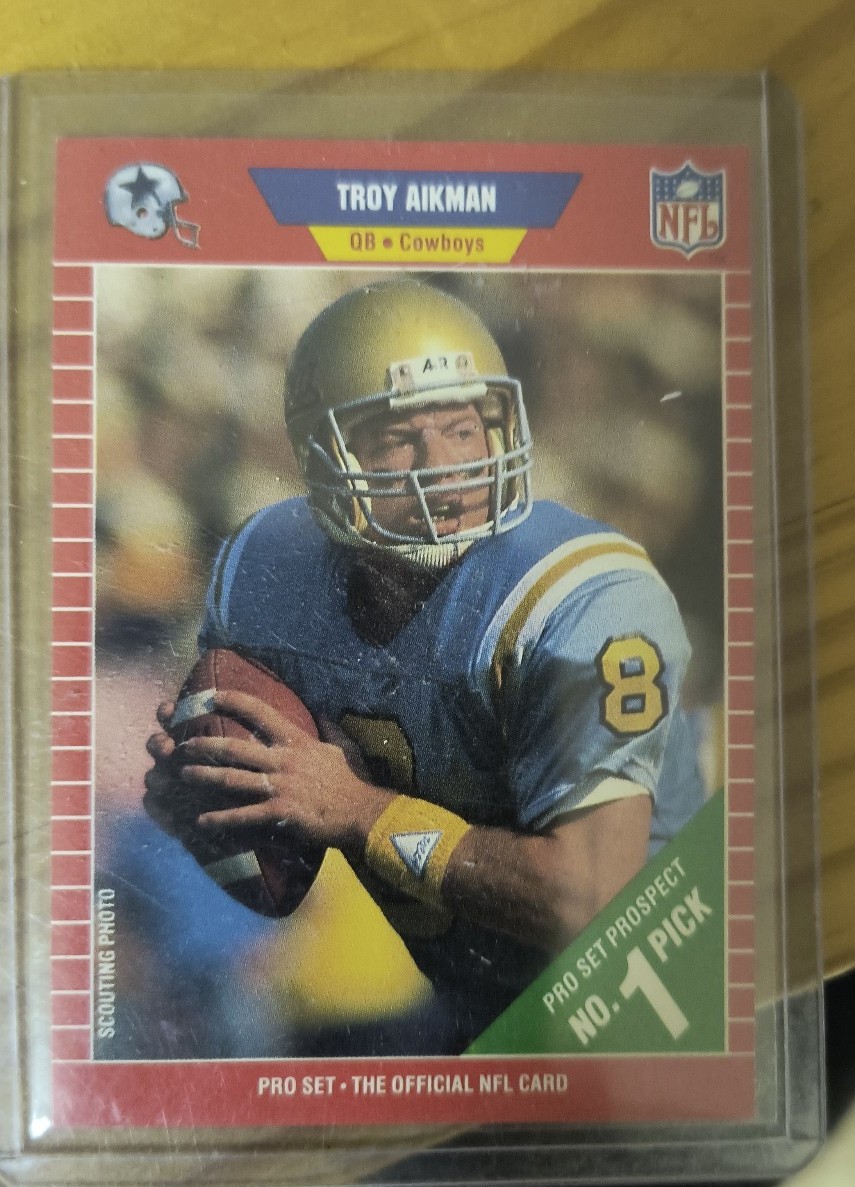 TROY AIKMAN
QB • Cowboys
NFL
8
SCOUTING PHOTO
PRO SET PROSPECT
NO. 1 PICK
PRO SET • THE OFFICIAL NFL CARD